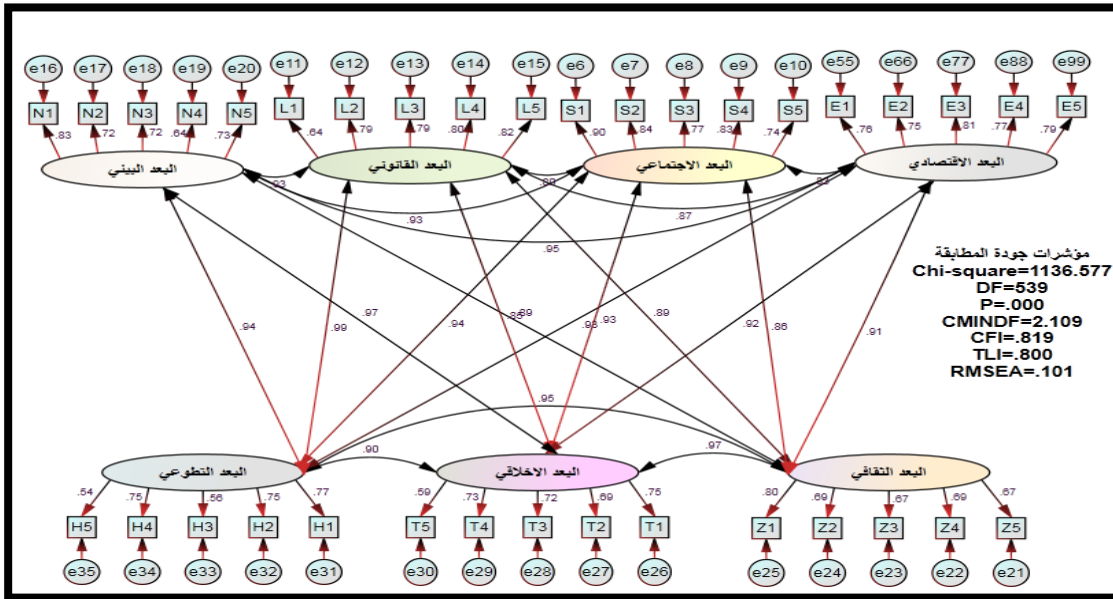 e16 e17 e18 e19 e20 e11 e12 e13 e14 e15 e6 e7 e8 e9 e10 e55 e66 e77 e88 e99
N1 N2 N3 N4 N5 L1 L2 L3 L4 L5 S1 S2 S3 S4 S5 E1 E2 E3 E4 E5
.83 .72 .72 .64 .73 .64 .79 .79 .80 .82 .90 .84 .77 .83 .74 .76 .75 .81 .77 .79
البعد البيئي
البعد القانوني
البعد الاجتماعي
البعد الاقتصادي
.93
.93
.87
.95
مؤشرات جودة المطابقة
Chi-square=1136.577
DF=539
P=.000
CMINDF=2.109
CFI=.819
TLI=.800
RMSEA=.101
.94 .99 .97 .94 .89 .93 .89 .92 .86 .91
.95
.90
.97
البعد التطوعي
البعد الاخلاقي
البعد الثقافي
.54 .75 .56 .75 .77 .59 .73 .72 .69 .75 .80 .69 .67 .69 .67
H5 H4 H3 H2 H1 T5 T4 T3 T2 T1 Z1 Z2 Z3 Z4 Z5
e35 e34 e33 e32 e31 e30 e29 e28 e27 e26 e25 e24 e23 e22 e21